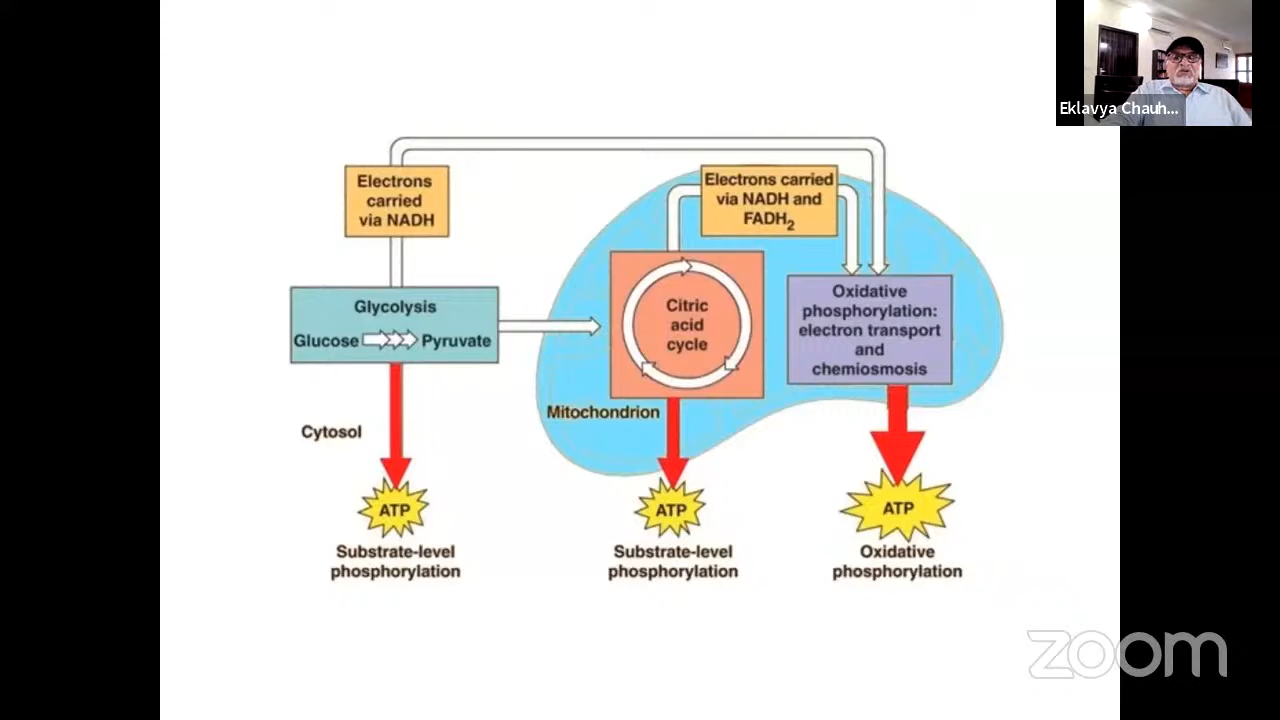 Eklavya Chauh...
Electrons
carried
via NADH
Electrons carried
via NADH and
FADH2
Glycolysis
Glucose Pyruvate
Citric
acid
cycle
Oxidative
phosphorylation:
electron transport
and
chemiosmosis
Mitochondrion
Cytosol
ATP
ATP
ATP
Substrate-level
phosphorylation
Substrate-level
phosphorylation
Oxidative
phosphorylation
zoom